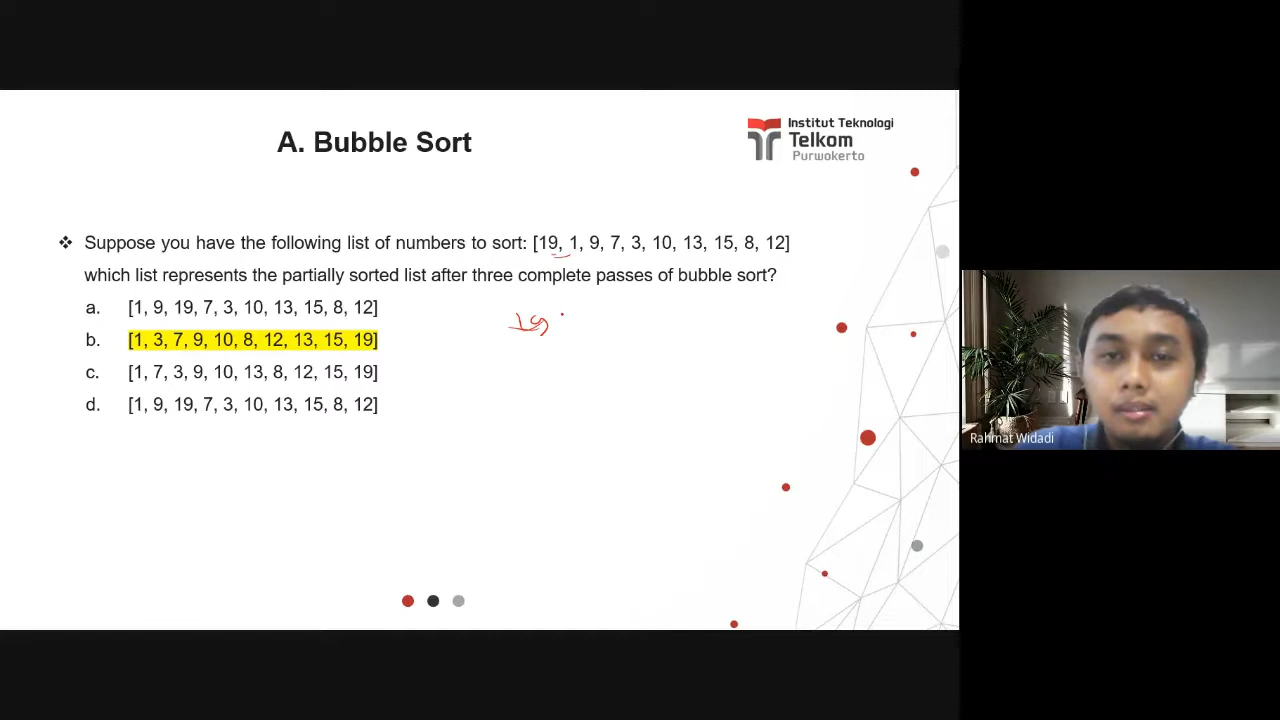 A. Bubble Sort
Institut Teknologi
Telkom
Purwokerto
❖ Suppose you have the following list of numbers to sort: [19, 1, 9, 7, 3, 10, 13, 15, 8, 12]
which list represents the partially sorted list after three complete passes of bubble sort?
a. [1, 9, 19, 7, 3, 10, 13, 15, 8, 12]
b. [1, 3, 7, 9, 10, 8, 12, 13, 15, 19]
c. [1, 7, 3, 9, 10, 13, 8, 12, 15, 19]
d. [1, 9, 19, 7, 3, 10, 13, 15, 8, 12]
19
Rahmat Widadi